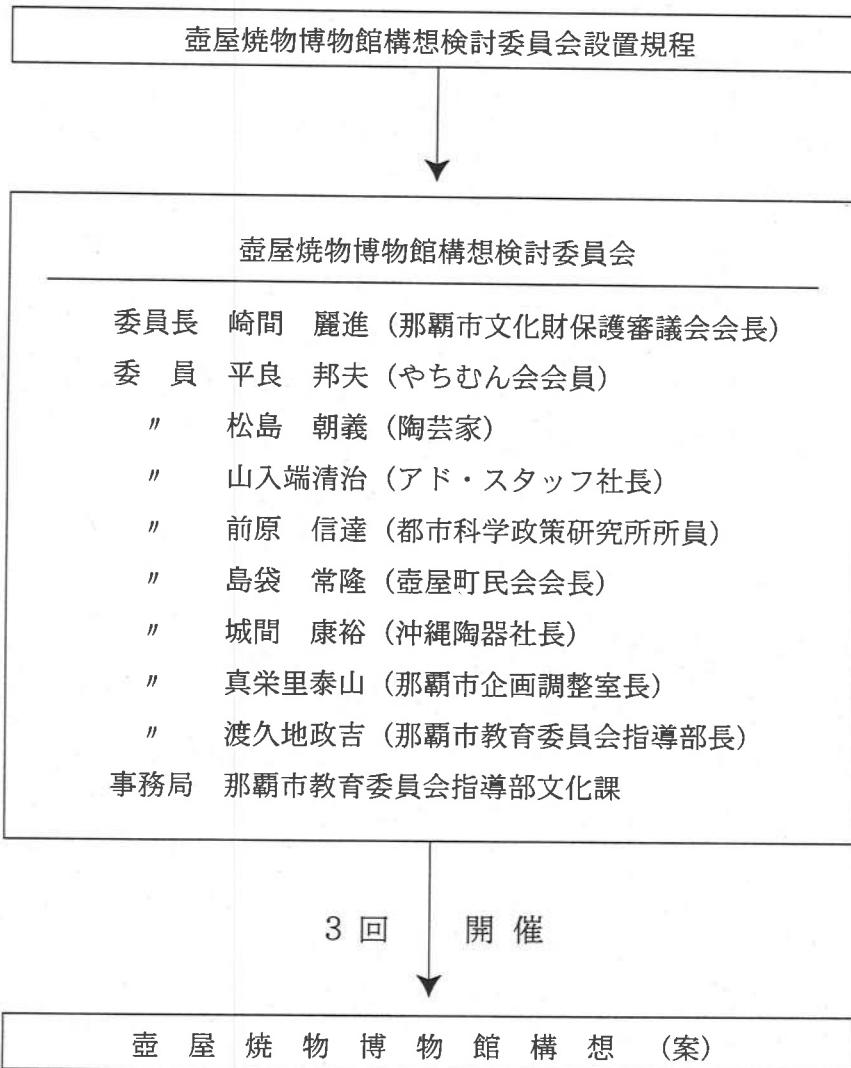 壺屋焼物博物館構想検討委員会設置規程
壺屋焼物博物館構想検討委員会
委員長 崎間 麗進（那覇市文化財保護審議会会長）
委 員 平良 邦夫（やちむん会会員）
〃 松島 朝義（陶芸家）
〃 山入端清治（アド・スタッフ社長）
〃 前原 信達（都市科学政策研究所所員）
〃 島袋 常隆（壺屋町民会会長）
〃 城間 康裕（沖縄陶器社長）
〃 真栄里泰山（那覇市企画調整室長）
〃 渡久地政吉（那覇市教育委員会指導部長）
事務局 那覇市教育委員会指導部文化課
3 回 開 催
壺 屋 焼 物 博 物 館 構 想 （案）